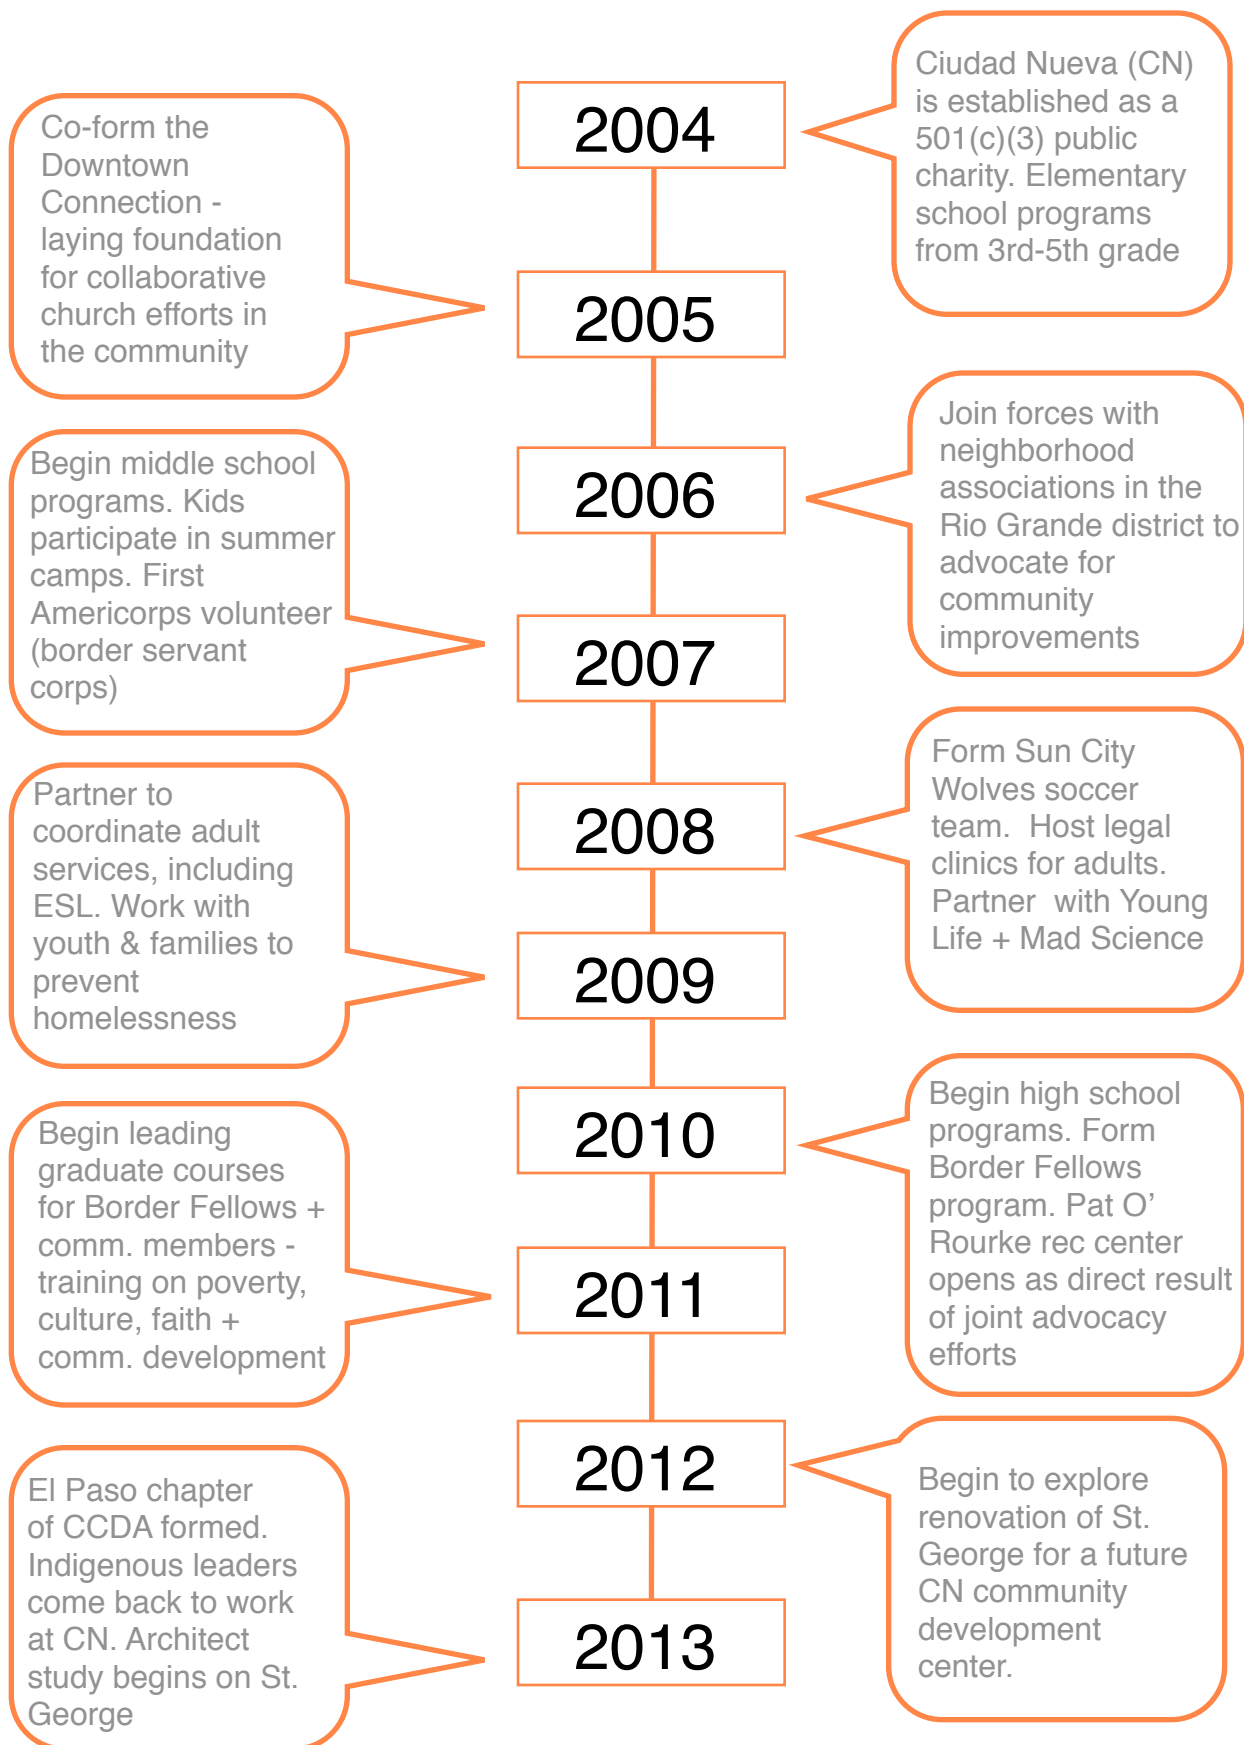 2004
Ciudad Nueva (CN)
is established as a
501(c)(3) public
charity. Elementary
school programs
from 3rd-5th grade
Co-form the
Downtown
Connection -
laying foundation
for collaborative
church efforts in
the community
2005
2006
Join forces with
neighborhood
associations in the
Rio Grande district to
advocate for
community
improvements
Begin middle school
programs. Kids
participate in summer
camps. First
Americorps volunteer
(border servant
corps)
2007
2008
Form Sun City
Wolves soccer
team.  Host legal
clinics for adults.
Partner  with Young
Life + Mad Science
Partner to
coordinate adult
services, including
ESL. Work with
youth & families to
prevent
homelessness
2009
2010
Begin high school
programs. Form
Border Fellows
program. Pat O’
Rourke rec center
opens as direct result
of joint advocacy
efforts
Begin leading
graduate courses
for Border Fellows +
comm. members -
training on poverty,
culture, faith +
comm. development
2011
2012
Begin to explore
renovation of St.
George for a future
CN community
development
center.
El Paso chapter
of CCDA formed.
Indigenous leaders
come back to work
at CN. Architect
study begins on St.
George
2013